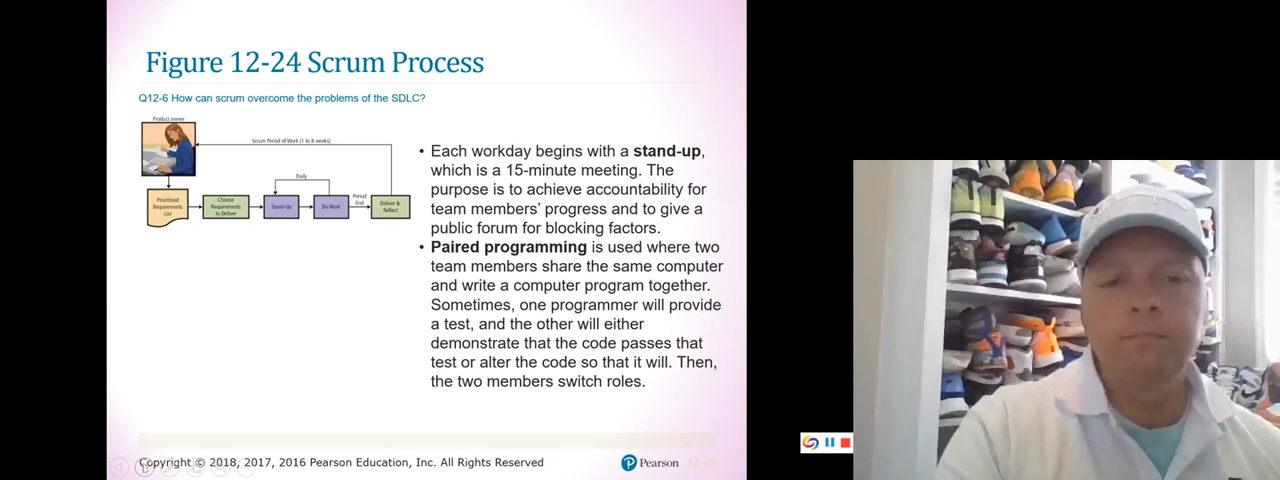 Figure 12-24 Scrum Process
Q12-6 How can scrum overcome the problems of the SDLC?
Product owner
Scrum Period of Work (1 to 8 weeks)
Daily
Prioritized
Requirements
List
Choose
Requirements
to Deliver
Stand-Up
Do Work
Period
End
Deliver &
Reflect
• Each workday begins with a stand-up,
which is a 15-minute meeting. The
purpose is to achieve accountability for
team members' progress and to give a
public forum for blocking factors.
• Paired programming is used where two
team members share the same computer
and write a computer program together.
Sometimes, one programmer will provide
a test, and the other will either
demonstrate that the code passes that
test or alter the code so that it will. Then,
the two members switch roles.
Copyright © 2018, 2017, 2016 Pearson Education, Inc. All Rights Reserved
Pearson